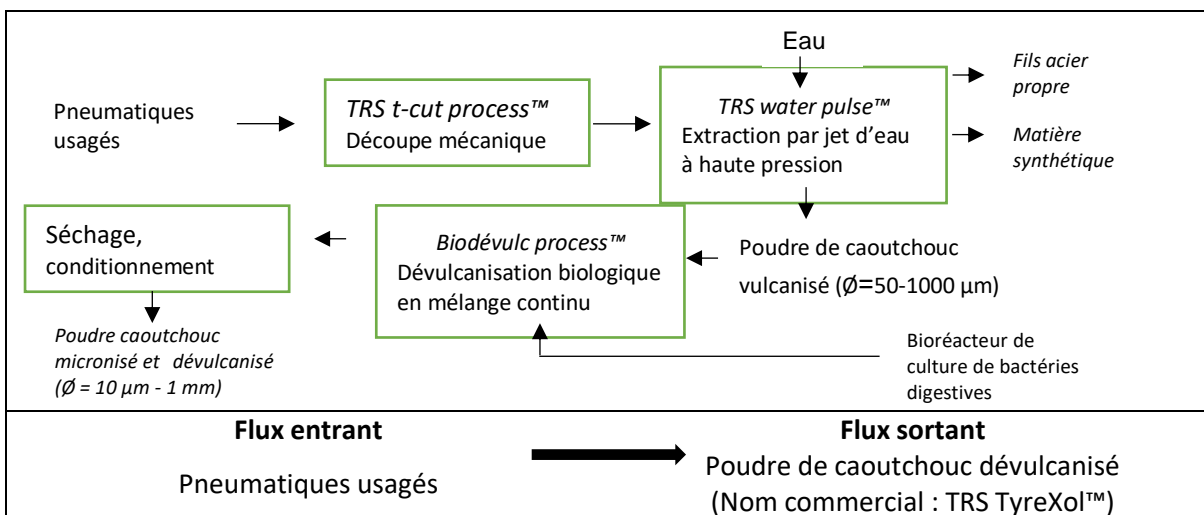 Eau
Pneumatiques
usagés
TRS t-cut process™
Découpe mécanique
TRS water pulse™
Extraction par jet d’eau
à haute pression
Fils acier
propre
Matière
synthétique
Séchage,
conditionnement
Biodévulc process™
Dévulcanisation biologique
en mélange continu
Poudre de caoutchouc
vulcanisé (Ø=50-1000 µm)
Poudre caoutchouc
micronisé et dévulcanisé
(Ø = 10 µm - 1 mm)
Bioréacteur de
culture de bactéries
digestives
Flux entrant
Pneumatiques usagés
Flux sortant
Poudre de caoutchouc dévulcanisé
(Nom commercial : TRS TyreXol™)